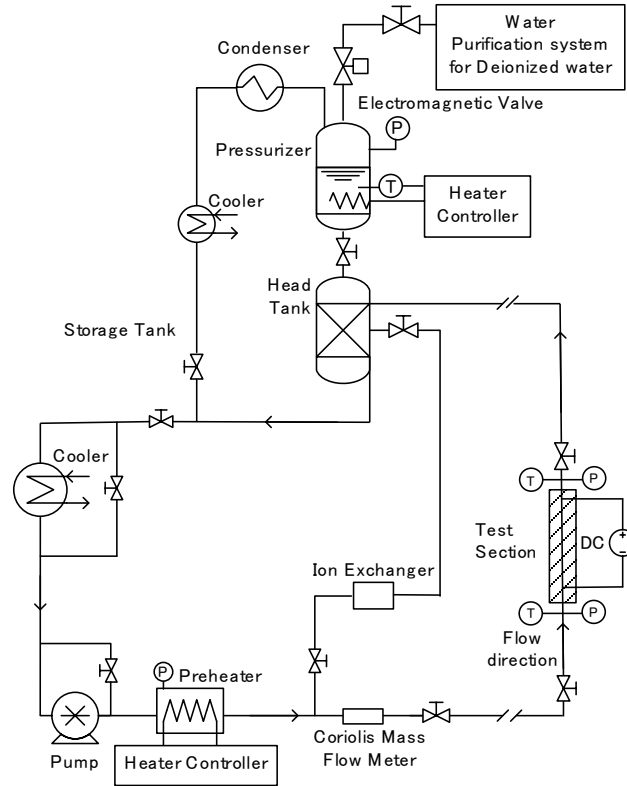 Water
Purification system
for Deionized water
Condenser
Electromagnetic Valve
P
Pressurizer
T
Heater
Controller
Cooler
Head
Tank
Storage Tank
Cooler
T
P
Test
Section
DC
+
−
Ion Exchanger
T
P
Flow
direction
P
Preheater
Pump
Heater Controller
Coriolis Mass
Flow Meter